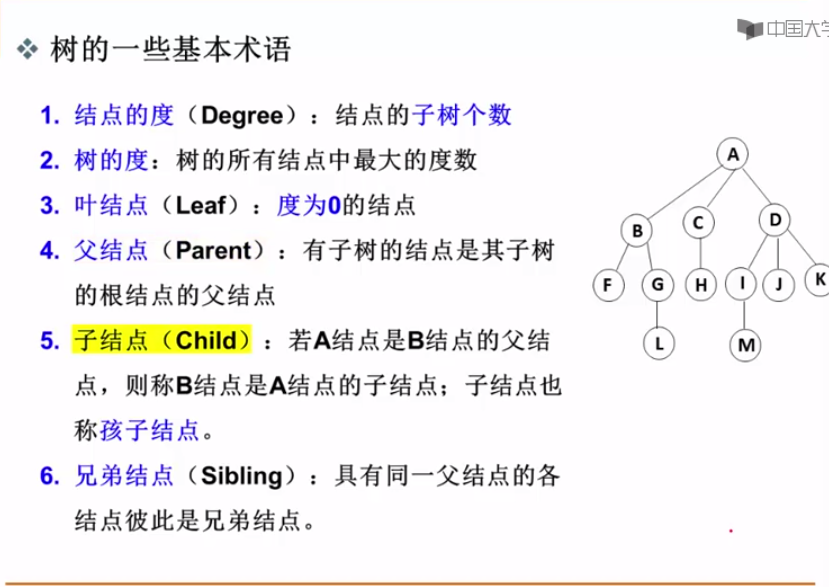 中国大学
树的一些基本术语
1. 结点的度（Degree）：结点的子树个数
2. 树的度：树的所有结点中最大的度数
3. 叶结点（Leaf）：度为0的结点
4. 父结点（Parent）：有子树的结点是其子树
的根结点的父结点
5. 子结点（Child）：若A结点是B结点的父结
点，则称B结点是A结点的子结点；子结点也
称孩子结点。
6. 兄弟结点（Sibling）：具有同一父结点的各
结点彼此是兄弟结点。
A
B C D
F G H I J K
L M